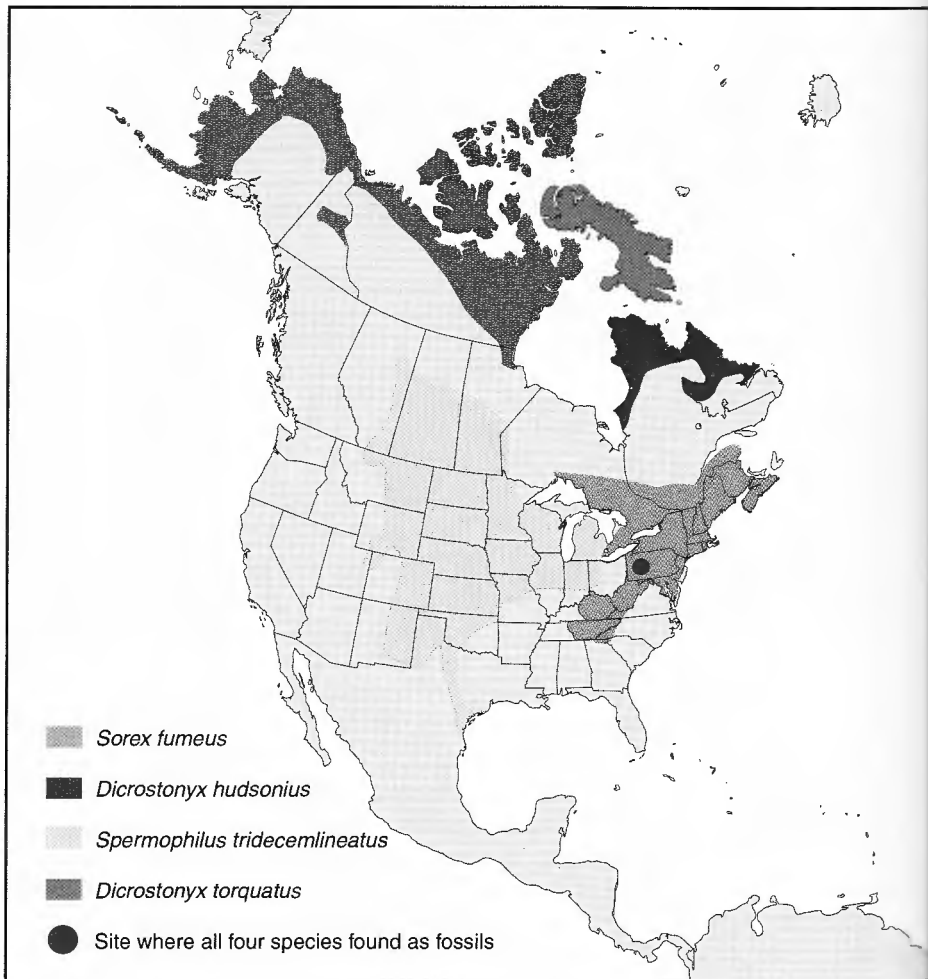 Sorex fumeus
Dicrostonyx hudsonius
Spermophilus tridecemlineatus
Dicrostonyx torquatus
Site where all four species found as fossils